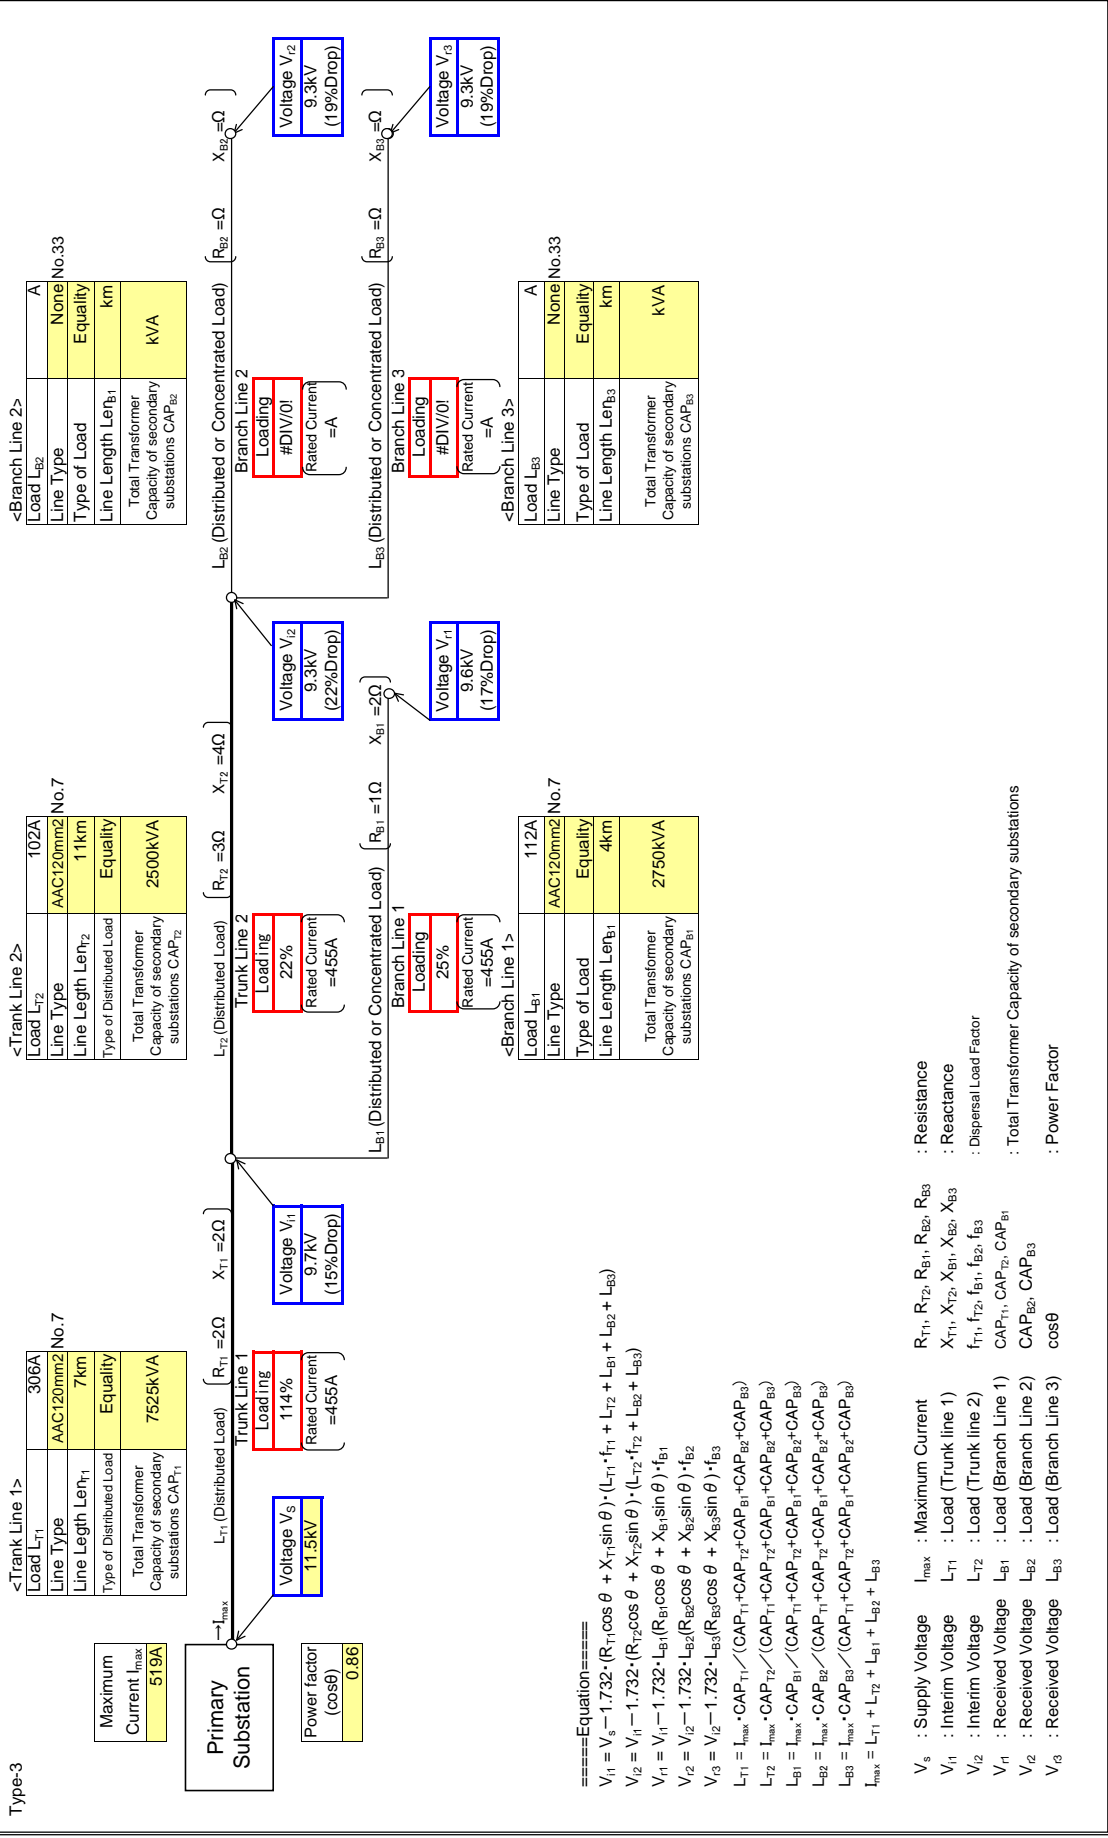 Type-3
Maximum
Current Imax
519A
Primary
Substation
Power factor
(cosθ)
0.86
→Imax
Voltage VS
11.5kV
<Trank Line 1>
Load LT1 306A
Line Type AAC120mm2 No.7
Line Length LenT1 7km
Type of Distributed Load Equality
Total Transformer
Capacity of secondary
substations CAPT1
7525kVA
LT1 (Distributed Load) (RT1 =2Ω XT1 =2Ω)
Trunk Line 1
Loading
114%
Rated Current
=455A
Voltage Vi1
9.7kV
(15%Drop)
<Trank Line 2>
Load LT2 102A
Line Type AAC120mm2 No.7
Line Legth LenT2 11km
Type of Distributed Load Equality
Total Transformer
Capacity of secondary
substations CAPT2
2500kVA
LT2 (Distributed Load) (RT2 =3Ω XT2 =4Ω)
Trunk Line 2
Loading
22%
Rated Current
=455A
Voltage Vi2
9.3kV
(22%Drop)
LB1 (Distributed or Concentrated Load) (RB1 =1Ω XB1 =2Ω)
Branch Line 1
Loading
25%
Rated Current
=455A
Voltage Vr1
9.6kV
(17%Drop)
<Branch Line 1>
Load LB1 112A
Line Type AAC120mm2 No.7
Type of Load Equality
Line Length LenB1 4km
Total Transformer
Capacity of secondary
substations CAPB1
2750kVA
<Branch Line 2>
Load LB2 A
Line Type None No.33
Type of Load Equality
Line Length LenB1 km
Total Transformer
Capacity of secondary
substations CAPB2
kVA
LB2 (Distributed or Concentrated Load) (RB2 =Ω XB2 =Ω)
Branch Line 2
Loading
#DIV/0!
Rated Current
=A
Voltage Vr2
9.3kV
(19%Drop)
LB3 (Distributed or Concentrated Load) (RB3 =Ω XB3 =Ω)
Branch Line 3
Loading
#DIV/0!
Rated Current
=A
Voltage Vr3
9.3kV
(19%Drop)
<Branch Line 3>
Load LB3 A
Line Type None No.33
Type of Load Equality
Line Length LenB3 km
Total Transformer
Capacity of secondary
substations CAPB3
kVA
=====Equation=====
Vi1 = Vs−1.732・(RT1cos θ + XT1sin θ)・(LT1・fT1 + LT2 + LB1 + LB2 + LB3)
Vi2 = Vi1−1.732・(RT2cos θ + XT2sin θ)・(LT2・fT2 + LB2 + LB3)
Vr1 = Vi1−1.732・LB1(RB1cos θ + XB1sin θ)・fB1
Vr2 = Vi2−1.732・LB2(RB2cos θ + XB2sin θ)・fB2
Vr3 = Vi2−1.732・LB3(RB3cos θ + XB3sin θ)・fB3
LT1 = Imax・CAPT1／(CAPT1+CAPT2+CAPB1+CAPB2+CAPB3)
LT2 = Imax・CAPT2／(CAPT1+CAPT2+CAPB1+CAPB2+CAPB3)
LB1 = Imax・CAPB1／(CAPT1+CAPT2+CAPB1+CAPB2+CAPB3)
LB2 = Imax・CAPB2／(CAPT1+CAPT2+CAPB1+CAPB2+CAPB3)
LB3 = Imax・CAPB3／(CAPT1+CAPT2+CAPB1+CAPB2+CAPB3)
Imax = LT1 + LT2 + LB1 + LB2 + LB3
Vs : Supply Voltage Imax : Maximum Current RT1, RT2, RB1, RB2, RB3 : Resistance
Vi1 : Interim Voltage LT1 : Load (Trunk line 1) XT1, XT2, XB1, XB2, XB3 : Reactance
Vi2 : Interim Voltage LT2 : Load (Trunk line 2) fT1, fT2, fB1, fB2, fB3 : Dispersal Load Factor
Vr1 : Received Voltage LB1 : Load (Branch Line 1) CAPT1, CAPT2, CAPB1
Vr2 : Received Voltage LB2 : Load (Branch Line 2) CAPB2, CAPB3 : Total Transformer Capacity of secondary substations
Vr3 : Received Voltage LB3 : Load (Branch Line 3) cosθ : Power Factor